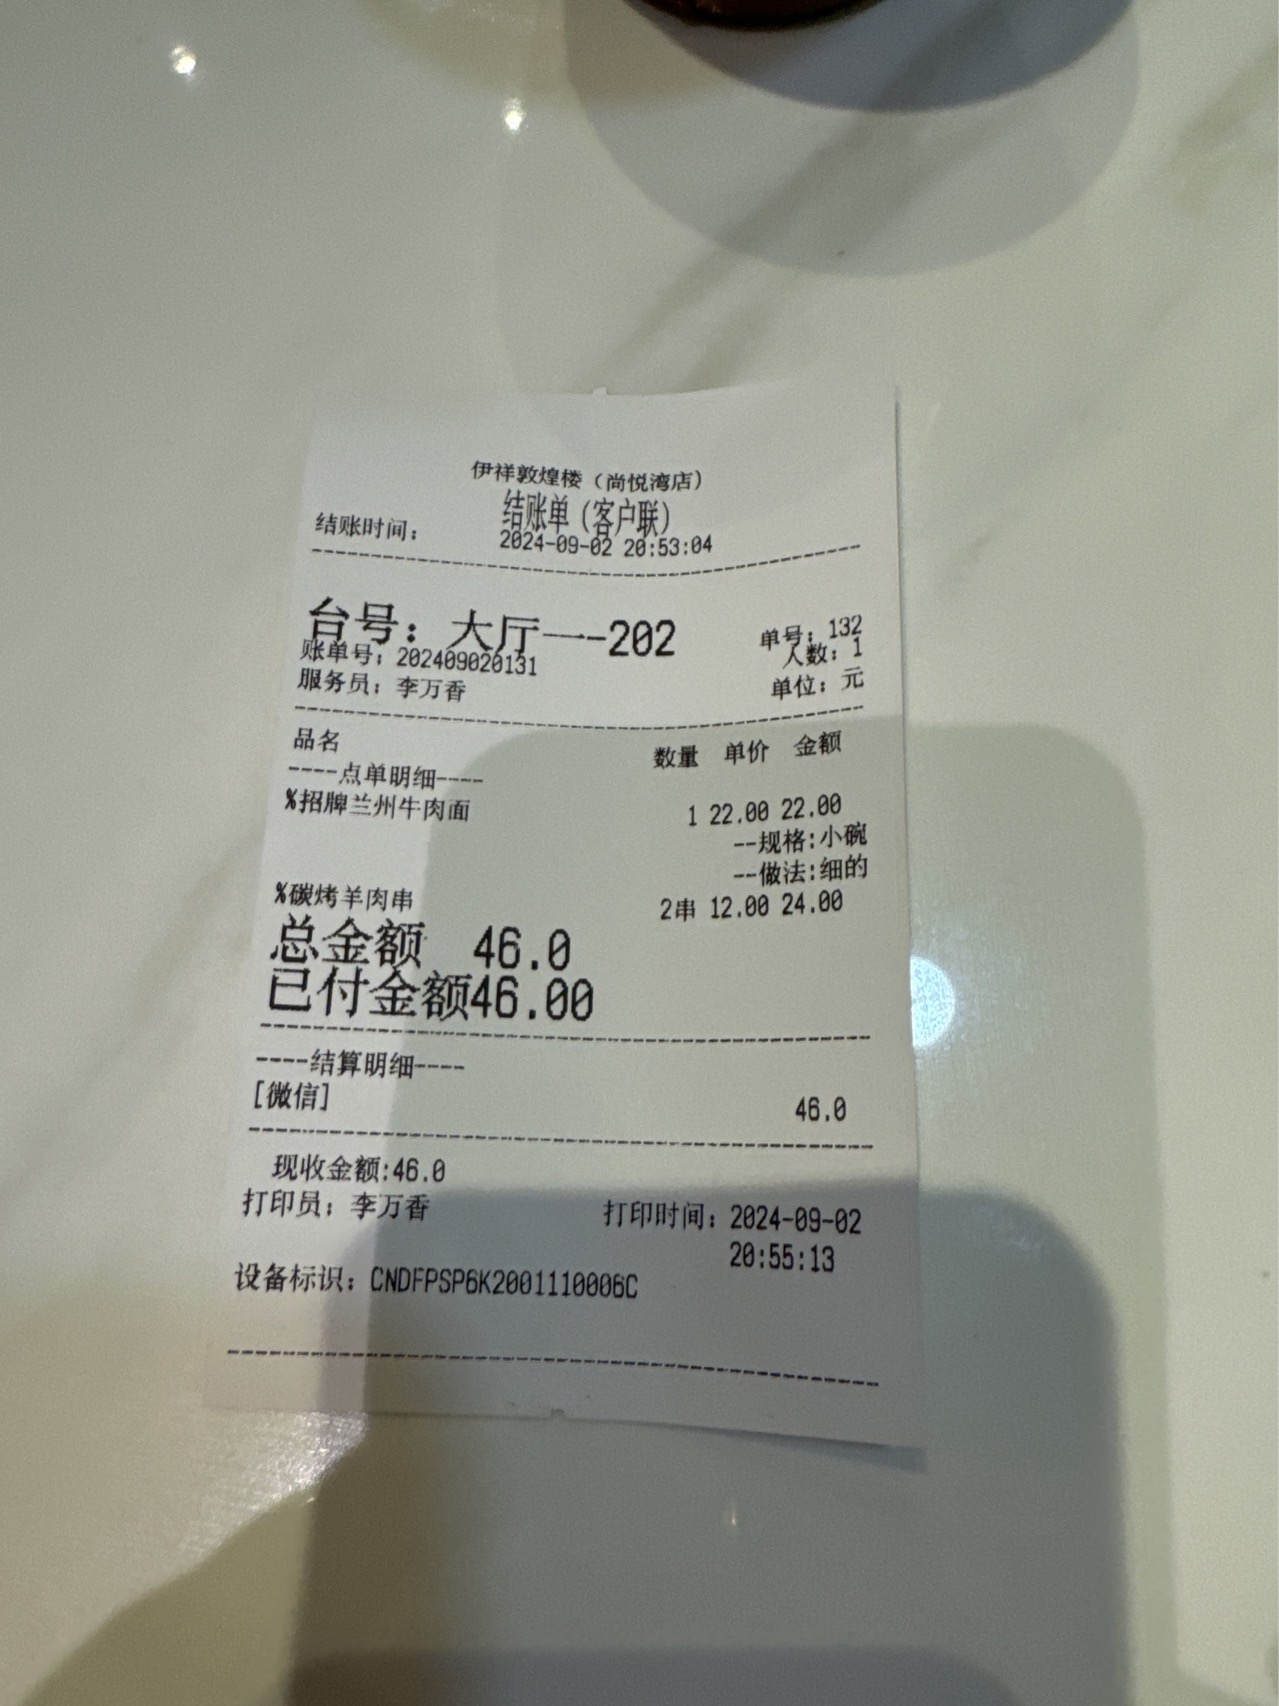 伊祥敦煌楼（尚悦湾店）
结账单（客户联）
结账时间： 2024-09-02 20:53:04
台号：大厅一-202 单号：132
账单号：202409020131 人数：1
服务员：李万香 单位：元
品名 数量 单价 金额
----点单明细----
%招牌兰州牛肉面 1 22.00 22.00
--规格:小碗
--做法:细的
%碳烤羊肉串 2串 12.00 24.00
总金额 46.0
已付金额46.00
----结算明细----
[微信] 46.0
现收金额:46.0
打印员：李万香 打印时间：2024-09-02
20:55:13
设备标识：CNDFPSP6K2001110006C